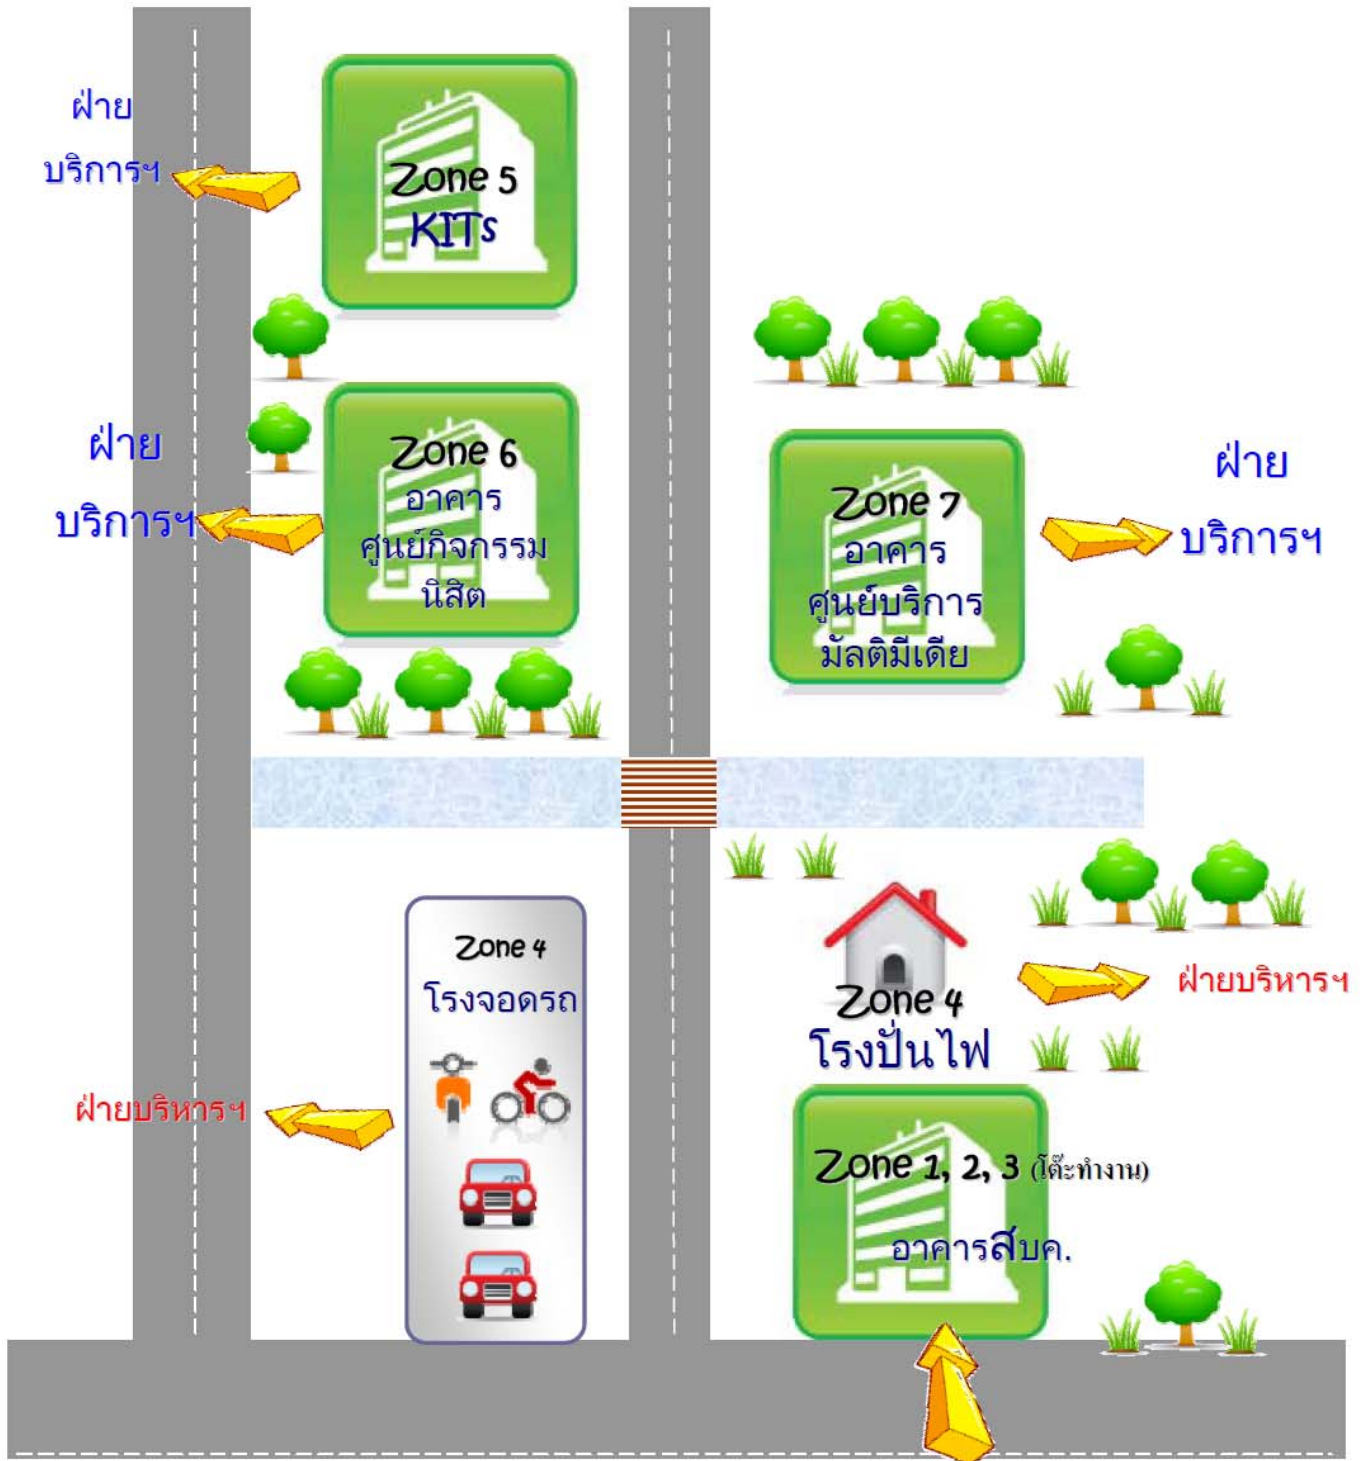 ฝ่าย
บริการฯ
Zone 5
KITs
ฝ่าย
บริการฯ
Zone 6
อาคาร
ศูนย์กิจกรรม
นิสิต
Zone 7
อาคาร
ศูนย์บริการ
มัลติมีเดีย
ฝ่าย
บริการฯ
Zone 4
โรงจอดรถ
ฝ่ายบริหารฯ
Zone 4
โรงปั่นไฟ
ฝ่ายบริหารฯ
Zone 1, 2, 3 (โต๊ะทำงาน)
อาคารสบค.